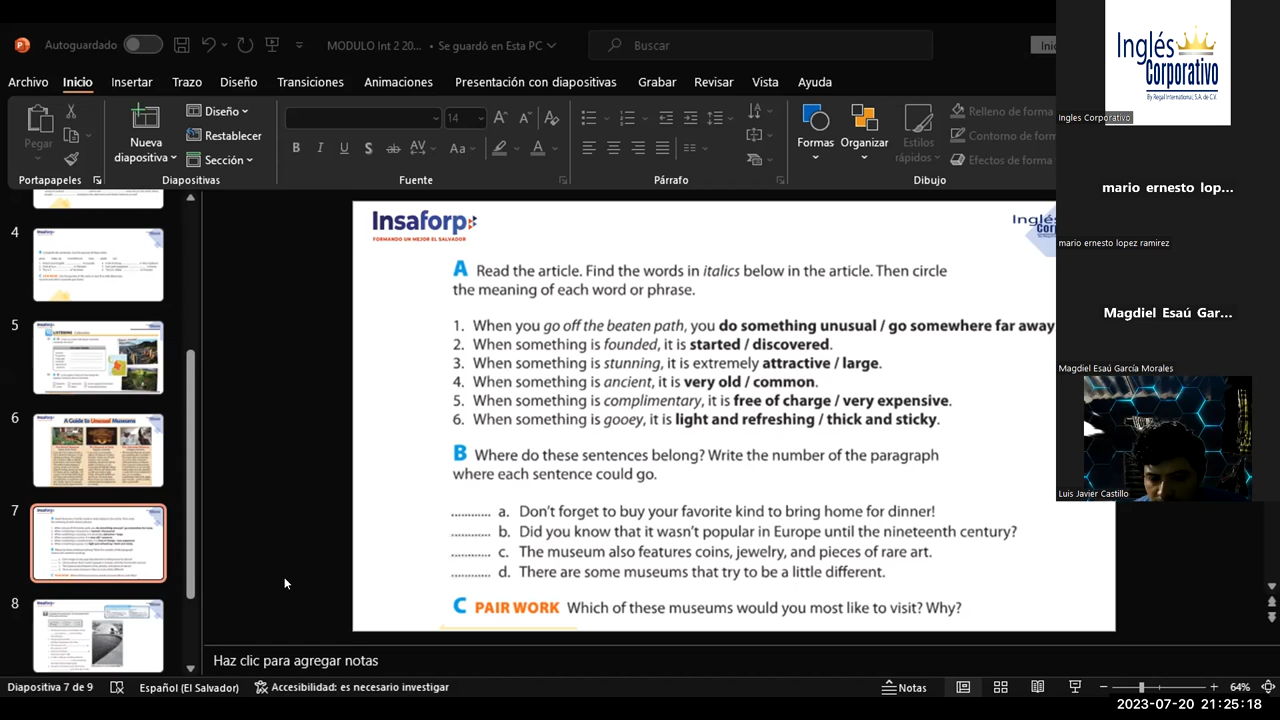 Autoguardado
MODULO Int 2 20... • Se guardó en Esta PC
Buscar
Archivo Inicio Insertar Trazo Diseño Transiciones Animaciones Presentación con diapositivas Grabar Revisar Vista Ayuda
Pegar
Nueva diapositiva
Diseño
Restablecer
Sección
14
Formas
Organizar
Estilos rápidos
Relleno de forma
Contorno de forma
Efectos de forma
Portapapeles
Diapositivas
Fuente
Párrafo
Dibujo
4
5
6
A Guide to Unusual Museums
7
8
Insaforp
FORMANDO UN MEJOR EL SALVADOR
A Read the article. Find the words in italics below in the article. Then circle
the meaning of each word or phrase.
1. When you go off the beaten path, you do something unusual / go somewhere far away
2. When something is founded, it is started / discovered.
3. When something is stunning, it is extremely attractive / large.
4. When something is ancient, it is very old / common.
5. When something is complimentary, it is free of charge / very expensive.
6. When something is gooey, it is light and refreshing / thick and sticky.
B Where do these sentences belong? Write the number of the paragraph
where each sentence could go.
........... a. Don't forget to buy your favorite kind to bring home for dinner!
........... b. Did you know that it wasn't popular in Europe until the nineteenth century?
........... c. The museum also features coins, jewelry, and pieces of rare art.
........... d. There are some museums that try to be a little different.
C PAIR WORK Which of these museums would you most like to visit? Why?
Haga clic para agregar notas
Diapositiva 7 de 9
Español (El Salvador)
Accesibilidad: es necesario investigar
Notas
64%
Inglés
Corporativo
By Regal International, S.A. de C.V.
Ingles Corporativo
mario ernesto lop...
mario ernesto lopez ramirez
Magdiel Esaú Gar...
Magdiel Esaú García Morales
Luis Javier Castillo
2023-07-20 21:25:18